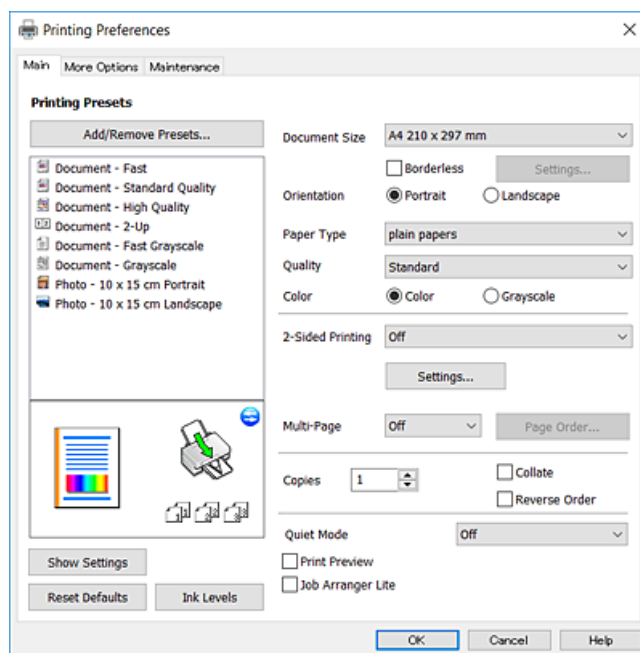 Printing Preferences
Main More Options Maintenance
Printing Presets
Add/Remove Presets...
Document - Fast
Document - Standard Quality
Document - High Quality
Document - 2-Up
Document - Fast Grayscale
Document - Grayscale
Photo - 10 x 15 cm Portrait
Photo - 10 x 15 cm Landscape
Show Settings
Reset Defaults Ink Levels
Document Size A4 210 x 297 mm
Borderless Settings...
Orientation Portrait Landscape
Paper Type plain papers
Quality Standard
Color Color Grayscale
2-Sided Printing Off
Settings...
Multi-Page Off Page Order...
Copies 1 Collate
Reverse Order
Quiet Mode Off
Print Preview
Job Arranger Lite
OK Cancel Help